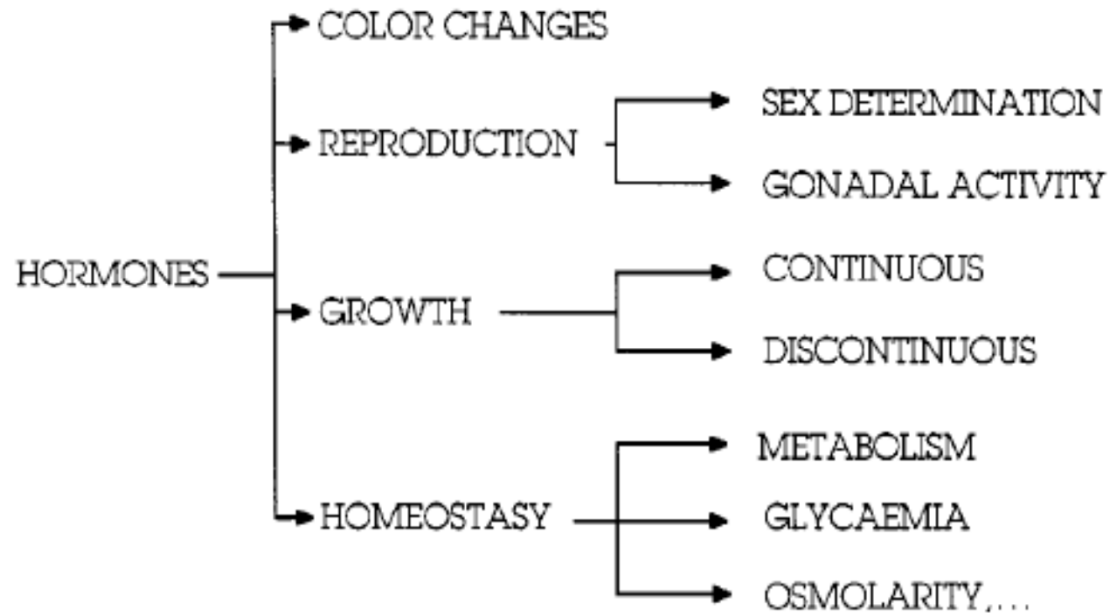 COLOR CHANGES
SEX DETERMINATION
REPRODUCTION
GONADAL ACTIVITY
CONTINUOUS
HORMONES
GROWTH
DISCONTINUOUS
METABOLISM
HOMEOSTASY
GLYCAEMIA
OSMOLARITY,...